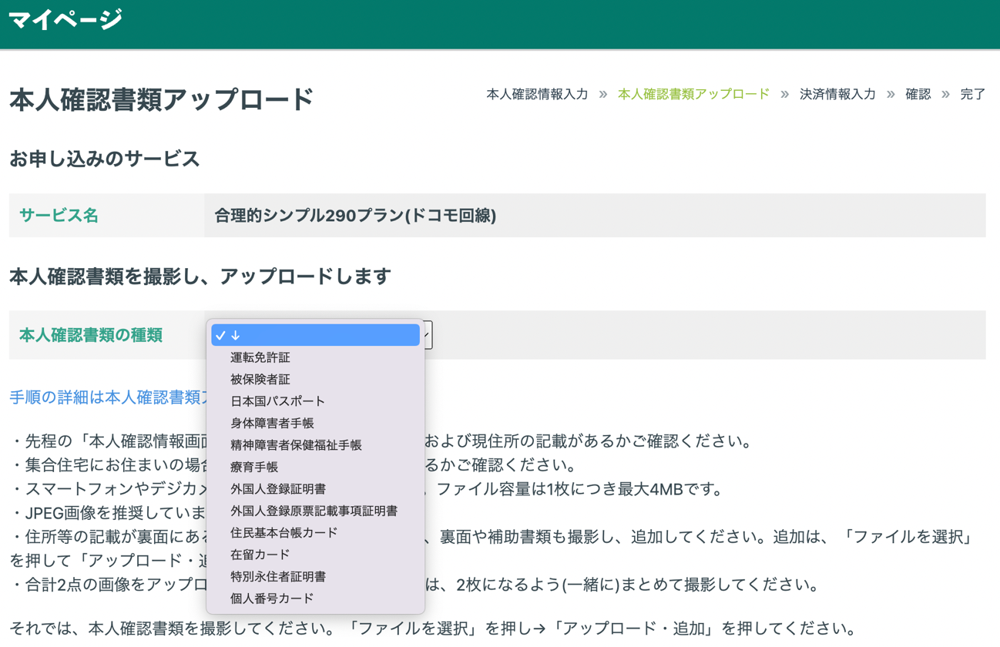 マイページ
本人確認書類アップロード
本人確認情報入力 » 本人確認書類アップロード » 決済情報入力 » 確認 » 完了
お申し込みのサービス
サービス名 合理的シンプル290プラン(ドコモ回線)
本人確認書類を撮影し、アップロードします
本人確認書類の種類
✓ ↓
運転免許証
被保険者証
日本国パスポート
身体障害者手帳
精神障害者保健福祉手帳
療育手帳
外国人登録証明書
外国人登録原票記載事項証明書
住民基本台帳カード
在留カード
特別永住者証明書
個人番号カード
手順の詳細は本人確認書類
・先程の「本人確認情報画 および現住所の記載があるかご確認ください。
・集合住宅にお住まいの場 るかご確認ください。
・スマートフォンやデジカメ 。ファイル容量は1枚につき最大4MBです。
・JPEG画像を推奨していま
・住所等の記載が裏面にある 、裏面や補助書類も撮影し、追加してください。追加は、「ファイルを選択」
を押して「アップロード・追
・合計2点の画像をアップロ は、2枚になるよう(一緒に)まとめて撮影してください。
それでは、本人確認書類を撮影してください。「ファイルを選択」を押し→「アップロード・追加」を押してください。